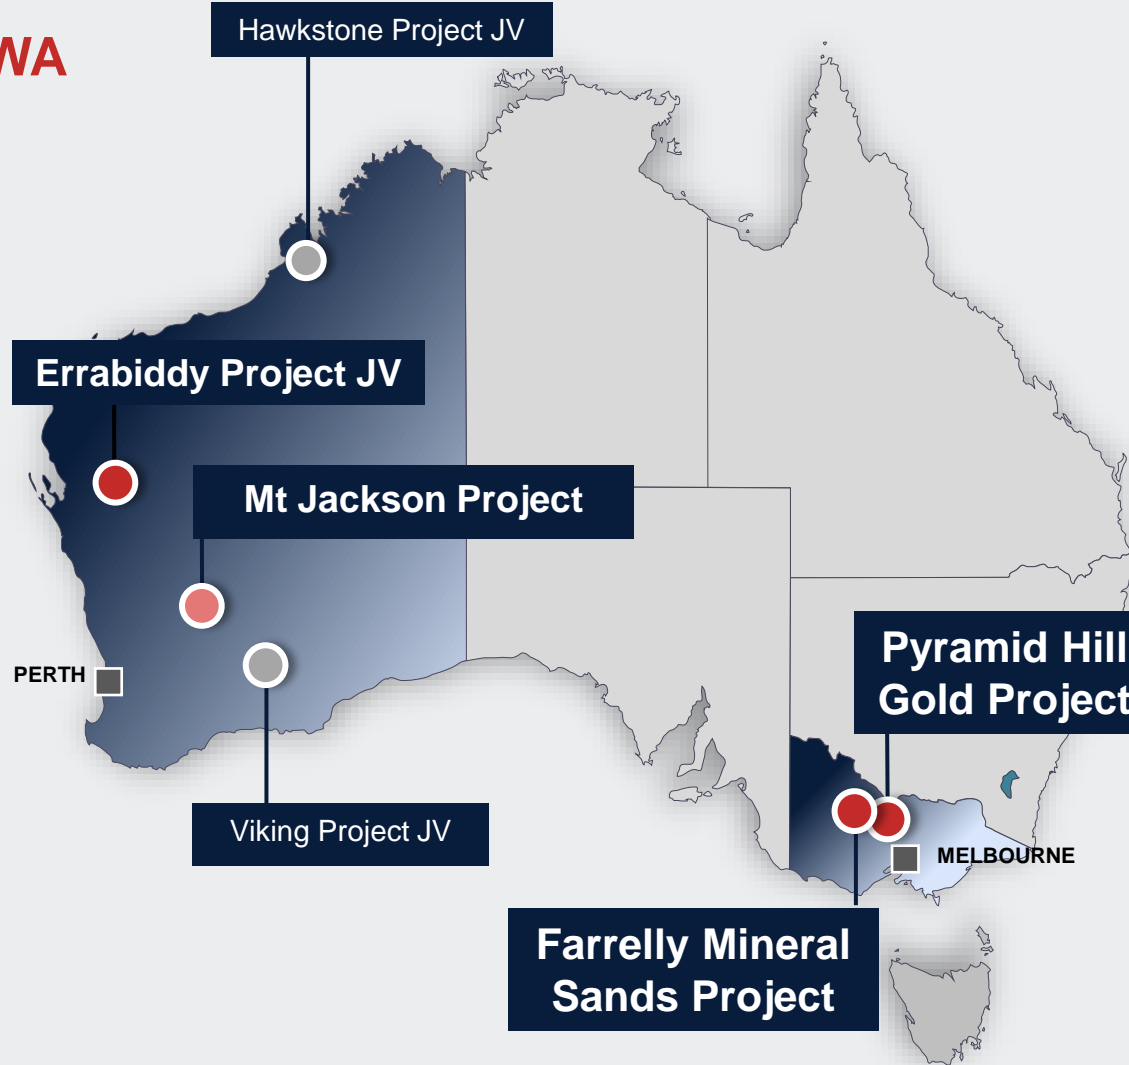 Hawkstone Project JV
WA
Errabiddy Project JV
Mt Jackson Project
Pyramid Hill
Gold Project
PERTH
Viking Project JV
MELBOURNE
Farrelly Mineral
Sands Project